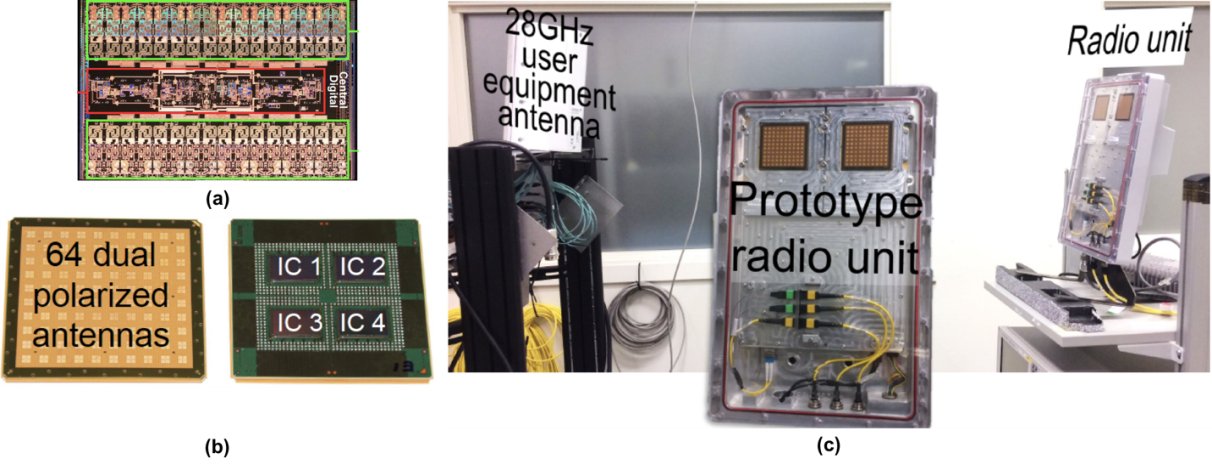 Central
Digital
(a)
64 dual
polarized
antennas
IC 1
IC 2
IC 3
IC 4
(b)
28GHz
user
equipment
antenna
Prototype
radio unit
Radio unit
(c)